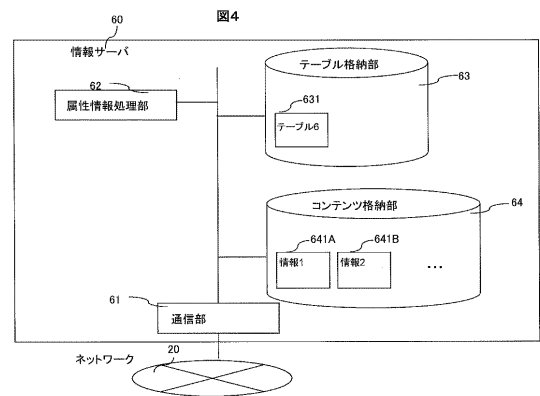 図4
60
情報サーバ
テーブル格納部
63
62
属性情報処理部
631
テーブル6
コンテンツ格納部
64
641A
641B
情報1
情報2
…
61
通信部
ネットワーク
20